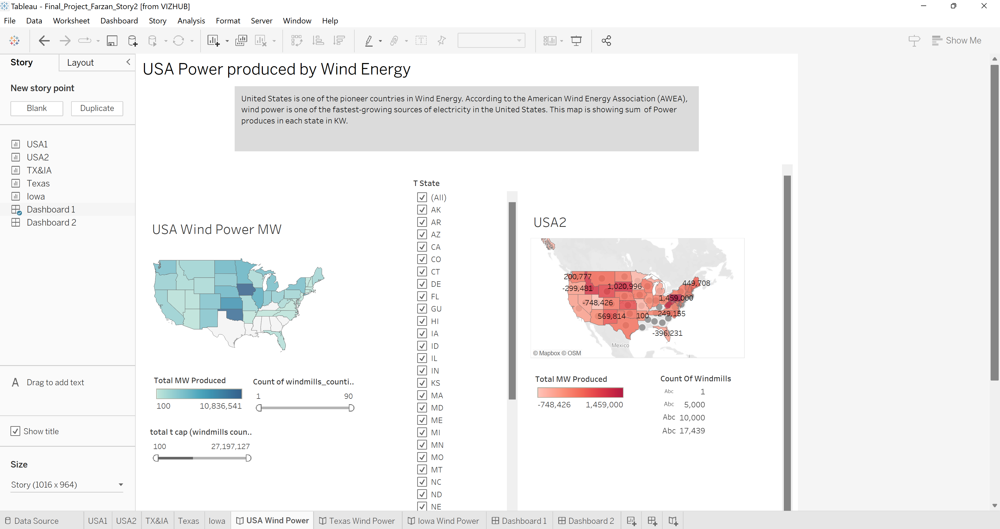 Tableau - Final_Project_Farzan_Story2 [from VIZHUB]
File Data Worksheet Dashboard Story Analysis Format Server Window Help
Show Me
Story Layout
New story point
Blank Duplicate
USA1
USA2
TX&IA
Texas
Iowa
Dashboard 1
Dashboard 2
A Drag to add text
Show title
Size
Story (1016 x 964)
USA Power produced by Wind Energy
United States is one of the pioneer countries in Wind Energy. According to the American Wind Energy Association (AWEA),
wind power is one of the fastest-growing sources of electricity in the United States. This map is showing sum of Power
produces in each state in KW.
USA Wind Power MW
Total MW Produced
100 10,836,541
Count of windmills_counti..
1 90
total t cap (windmills coun..
100 27,197,127
T State
(All)
AK
AR
AZ
CA
CO
CT
DE
FL
GU
HI
IA
ID
IL
IN
KS
MA
MD
ME
MI
MN
MO
MT
NC
ND
NE
USA2
200,777
449,708
-299,481
1,020,996
1,459,000
-748,426
569,814
100
249,155
-396,231
Mexico
© Mapbox © OSM
Total MW Produced
-748,426 1,459,000
Count Of Windmills
Abc 1
Abc 5,000
Abc 10,000
Abc 17,439
Data Source USA1 USA2 TX&IA Texas Iowa USA Wind Power Texas Wind Power Iowa Wind Power Dashboard 1 Dashboard 2